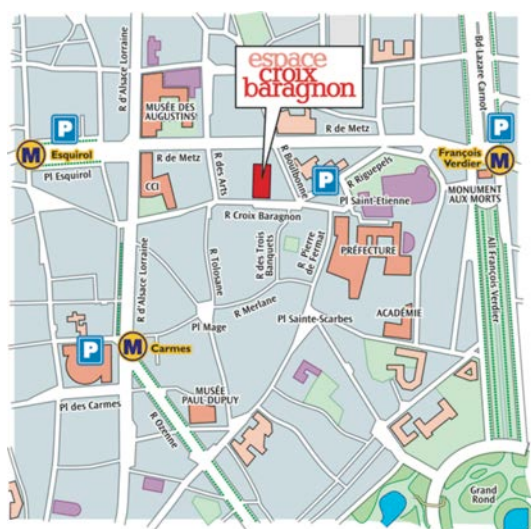 espace
croix
baragnon
R d'Alsace Lorraine
Bd Lazare Carnot
P
MUSÉE DES
AUGUSTINS
R de Metz
P
P
M
Esquirol
R de Metz
François
Verdier
M
Pl Esquirol
CCI
R des Arts
R Boulbonne
P
R Riguepels
MONUMENT
AUX MORTS
Pl Saint-Etienne
R Croix Baragnon
R d'Alsace Lorraine
R Tolosane
R des Trois
Banquets
R Pierre
de Fermat
PRÉFECTURE
All François Verdier
R Merlane
Pl Mage
Pl Sainte-Scarbes
ACADÉMIE
P
M
Carmes
MUSÉE
PAUL DUPUY
Pl des Carmes
R Ozenne
Grand
Rond